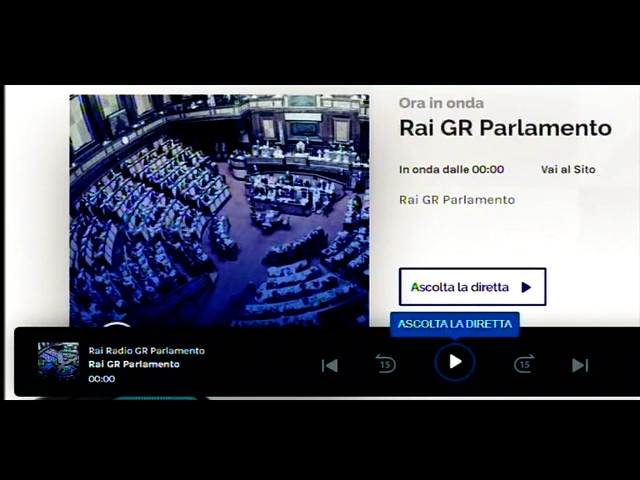 Ora in onda
Rai GR Parlamento
In onda dalle 00:00 Vai al Sito
Rai GR Parlamento
Ascolta la diretta
ASCOLTA LA DIRETTA
Rai Radio GR Parlamento
Rai GR Parlamento
00:00
15 15